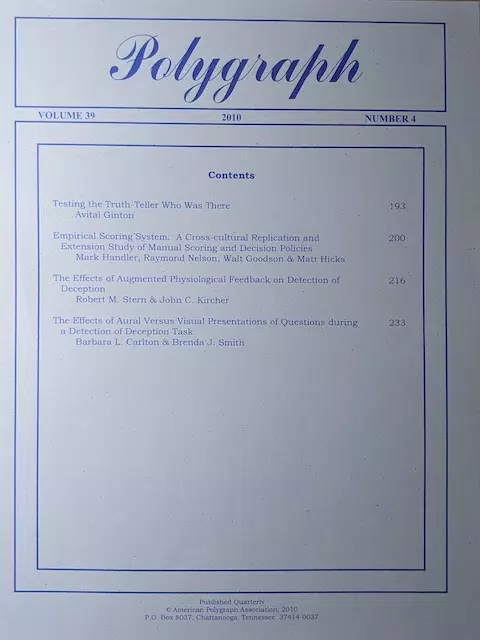 Polygraph
VOLUME 39 2010 NUMBER 4
Contents
Testing the Truth Teller Who Was There 193
Avital Ginton
Empirical Scoring System: A Cross-cultural Replication and 200
Extension Study of Manual Scoring and Decision Policies
Mark Handler, Raymond Nelson, Walt Goodson & Matt Hicks
The Effects of Augmented Physiological Feedback on Detection of 216
Deception
Robert M. Stern & John C. Kircher
The Effects of Aural Versus Visual Presentations of Questions during 233
a Detection of Deception Task
Barbara L. Carlton & Brenda J. Smith
Published Quarterly
© American Polygraph Association, 2010
P.O. Box 8037, Chattanooga, Tennessee 37414-0037